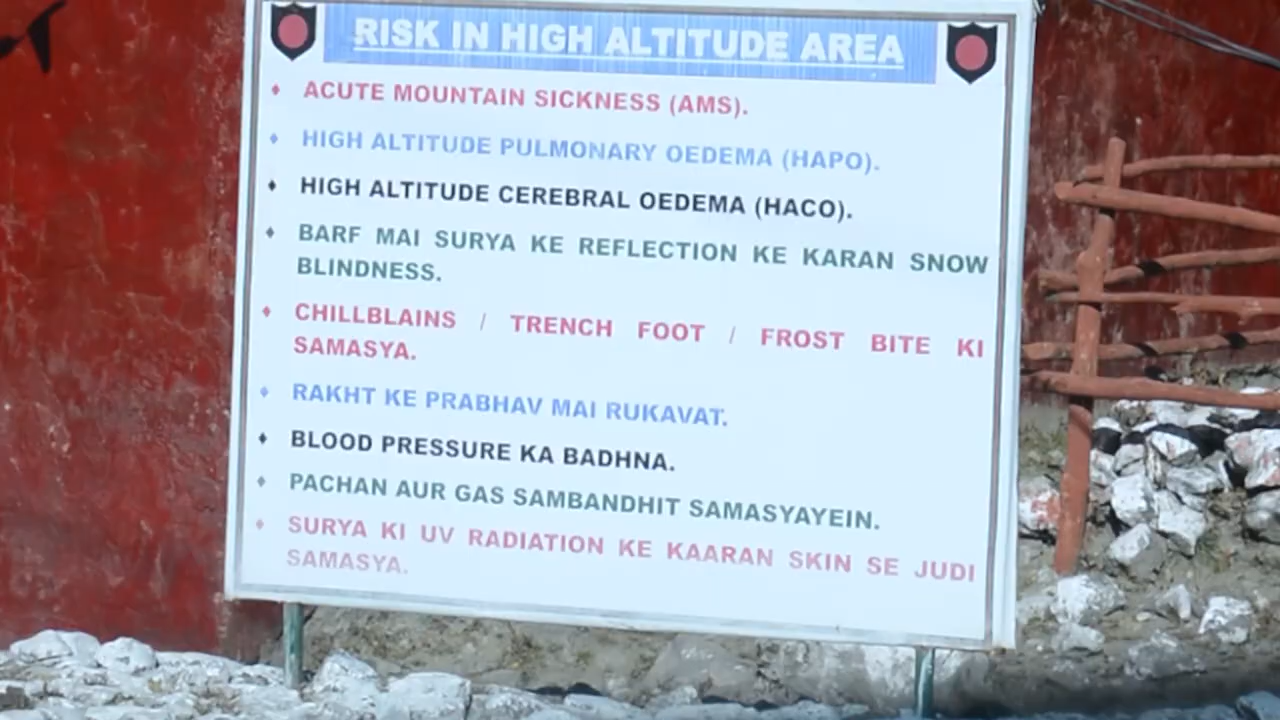 RISK IN HIGH ALTITUDE AREA
ACUTE MOUNTAIN SICKNESS (AMS).
HIGH ALTITUDE PULMONARY OEDEMA (HAPO).
HIGH ALTITUDE CEREBRAL OEDEMA (HACO).
BARF MAI SURYA KE REFLECTION KE KARAN SNOW
BLINDNESS.
CHILLBLAINS / TRENCH FOOT / FROST BITE KI
SAMASYA.
RAKHT KE PRABHAV MAI RUKAVAT.
BLOOD PRESSURE KA BADHNA.
PACHAN AUR GAS SAMBANDHIT SAMASYAYEIN.
SURYA KI UV RADIATION KE KAARAN SKIN SE JUDI
SAMASYA.